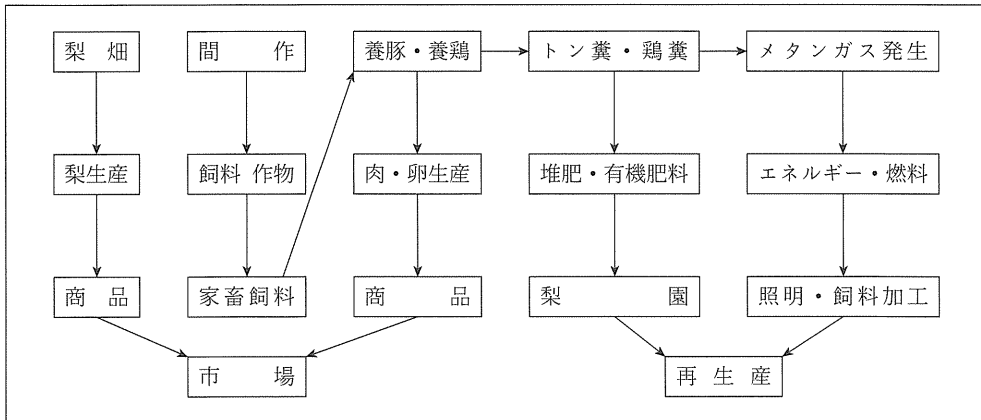 梨畑
間作
養豚・養鶏
トン糞・鶏糞
メタンガス発生
梨生産
飼料作物
肉・卵生産
堆肥・有機肥料
エネルギー・燃料
商品
家畜飼料
商品
梨園
照明・飼料加工
市場
再生産